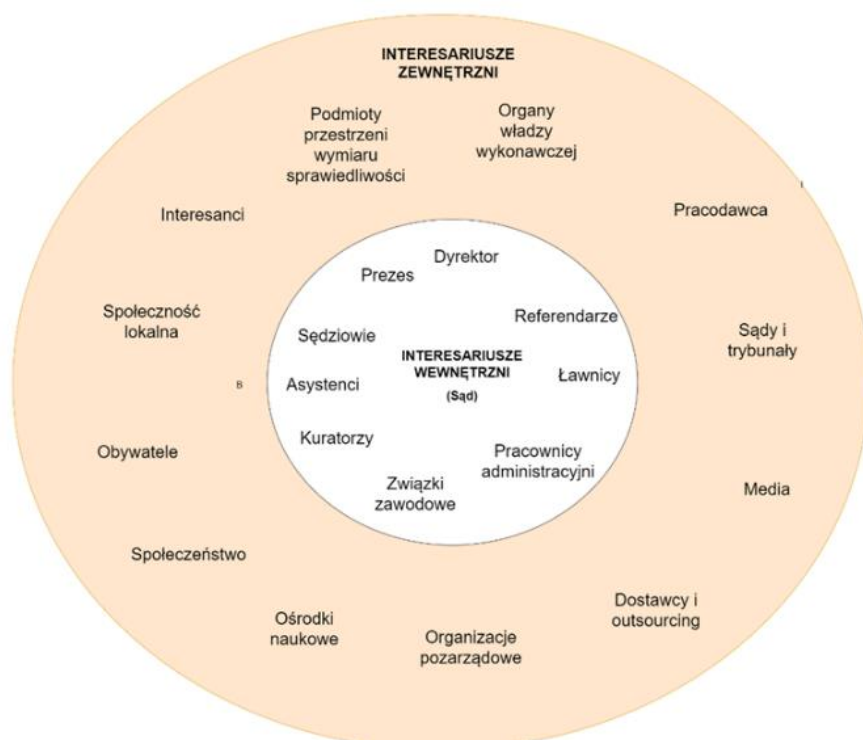 INTERESARIUSZE
ZEWNĘTRZNI
Podmioty
przestrzeni
wymiaru
sprawiedliwości
Organy
władzy
wykonawczej
Interesanci
Pracodawca
Społeczność
lokalna
Sądy i
trybunały
B
Obywatele
Media
Społeczeństwo
Ośrodki
naukowe
Organizacje
pozarządowe
Dostawcy i
outsourcing
Dyrektor
Prezes
Referendarze
Sędziowie
INTERESARIUSZE
WEWNĘTRZNI
(Sąd)
Asystenci
Ławnicy
Kuratorzy
Pracownicy
administracyjni
Związki
zawodowe